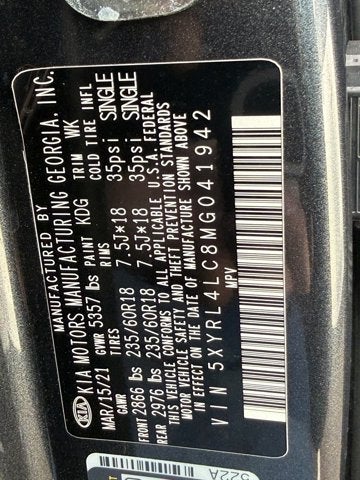 MANUFACTURED BY
KIA KIA MOTORS MANUFACTURING GEORGIA, INC.
MAR/15/21 GVWR 5357 lbs PAINT KDG TRIM WK
GAWR RIMS COLD TIRE INFL
FRONT 2866 lbs 235/60R18 7.5J*18 35psi SINGLE
REAR 2976 lbs 235/60R18 7.5J*18 35psi SINGLE
THIS VEHICLE CONFORMS TO ALL APPLICABLE U.S.A. FEDERAL
MOTOR VEHICLE SAFETY AND THEFT PREVENTION STANDARDS
IN EFFECT ON THE DATE OF MANUFACTURE SHOWN ABOVE
VIN 5XYRL4LC8MG041942
MPV
522A